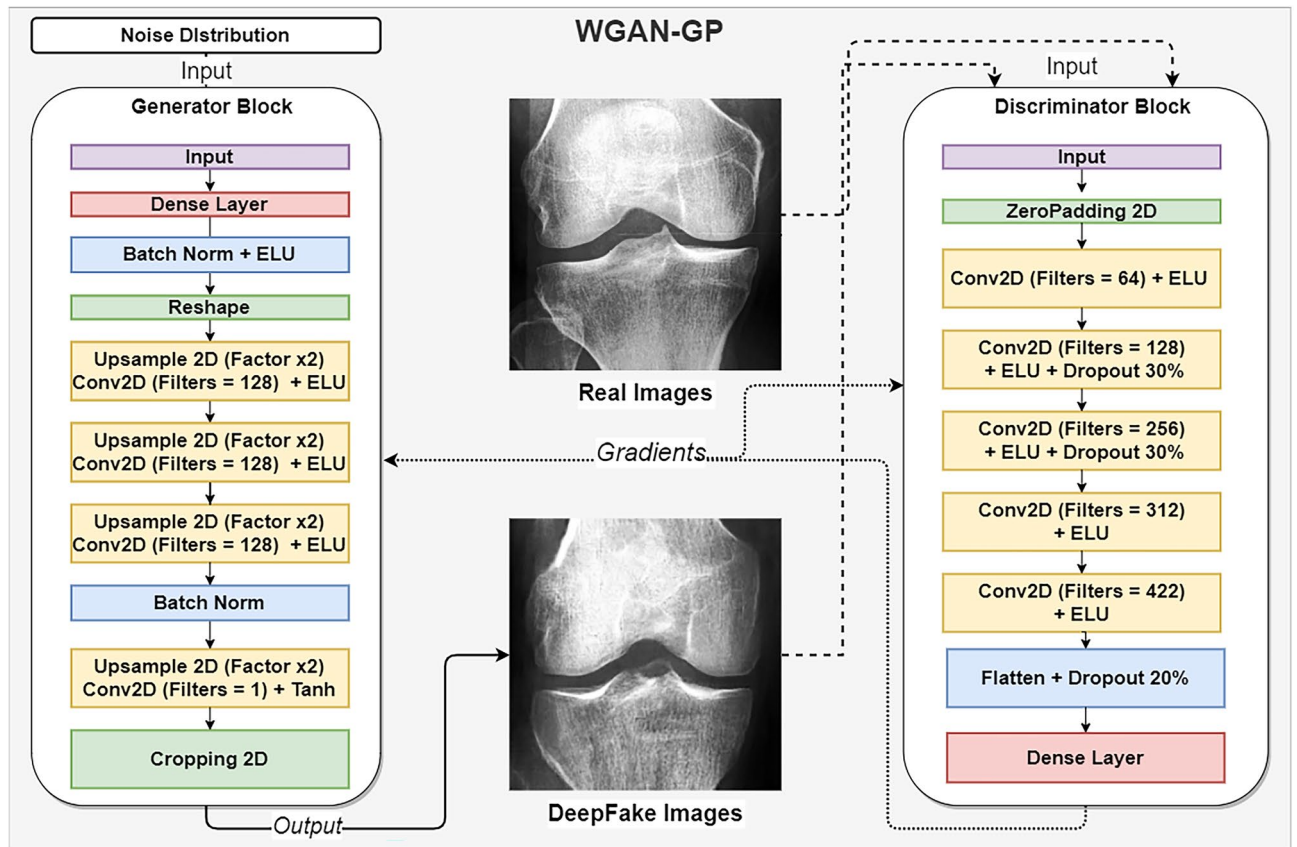 WGAN-GP
Noise DIstribution
Input
Generator Block
Input
Dense Layer
Batch Norm + ELU
Reshape
Upsample 2D (Factor x2)
Conv2D (Filters = 128) + ELU
Upsample 2D (Factor x2)
Conv2D (Filters = 128) + ELU
Upsample 2D (Factor x2)
Conv2D (Filters = 128) + ELU
Batch Norm
Upsample 2D (Factor x2)
Conv2D (Filters = 1) + Tanh
Cropping 2D
Output
Real Images
Gradients
DeepFake Images
Input
Discriminator Block
Input
ZeroPadding 2D
Conv2D (Filters = 64) + ELU
Conv2D (Filters = 128)
+ ELU + Dropout 30%
Conv2D (Filters = 256)
+ ELU + Dropout 30%
Conv2D (Filters = 312)
+ ELU
Conv2D (Filters = 422)
+ ELU
Flatten + Dropout 20%
Dense Layer